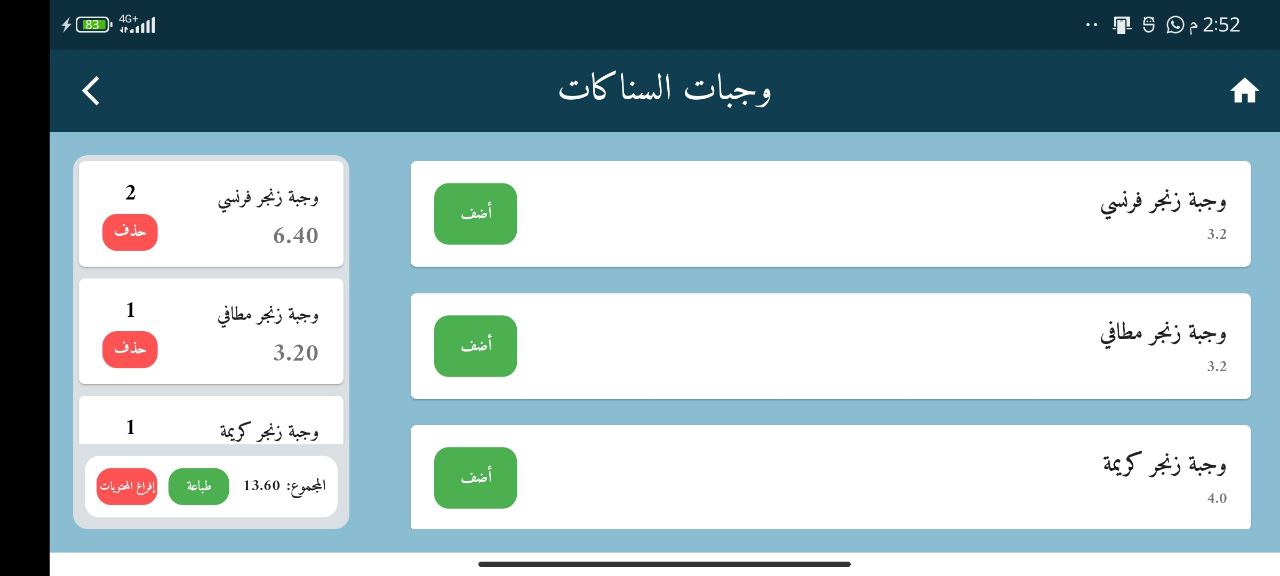 2:52 م
4G+
83
وجبات السناكات
وجبة زنجر فرنسي
3.2
أضف
وجبة زنجر مطافي
3.2
أضف
وجبة زنجر كريمة
4.0
أضف
وجبة زنجر فرنسي
2
6.40
حذف
وجبة زنجر مطافي
1
3.20
حذف
وجبة زنجر كريمة
1
المجموع: 13.60
طباعة
إفراغ المحتويات